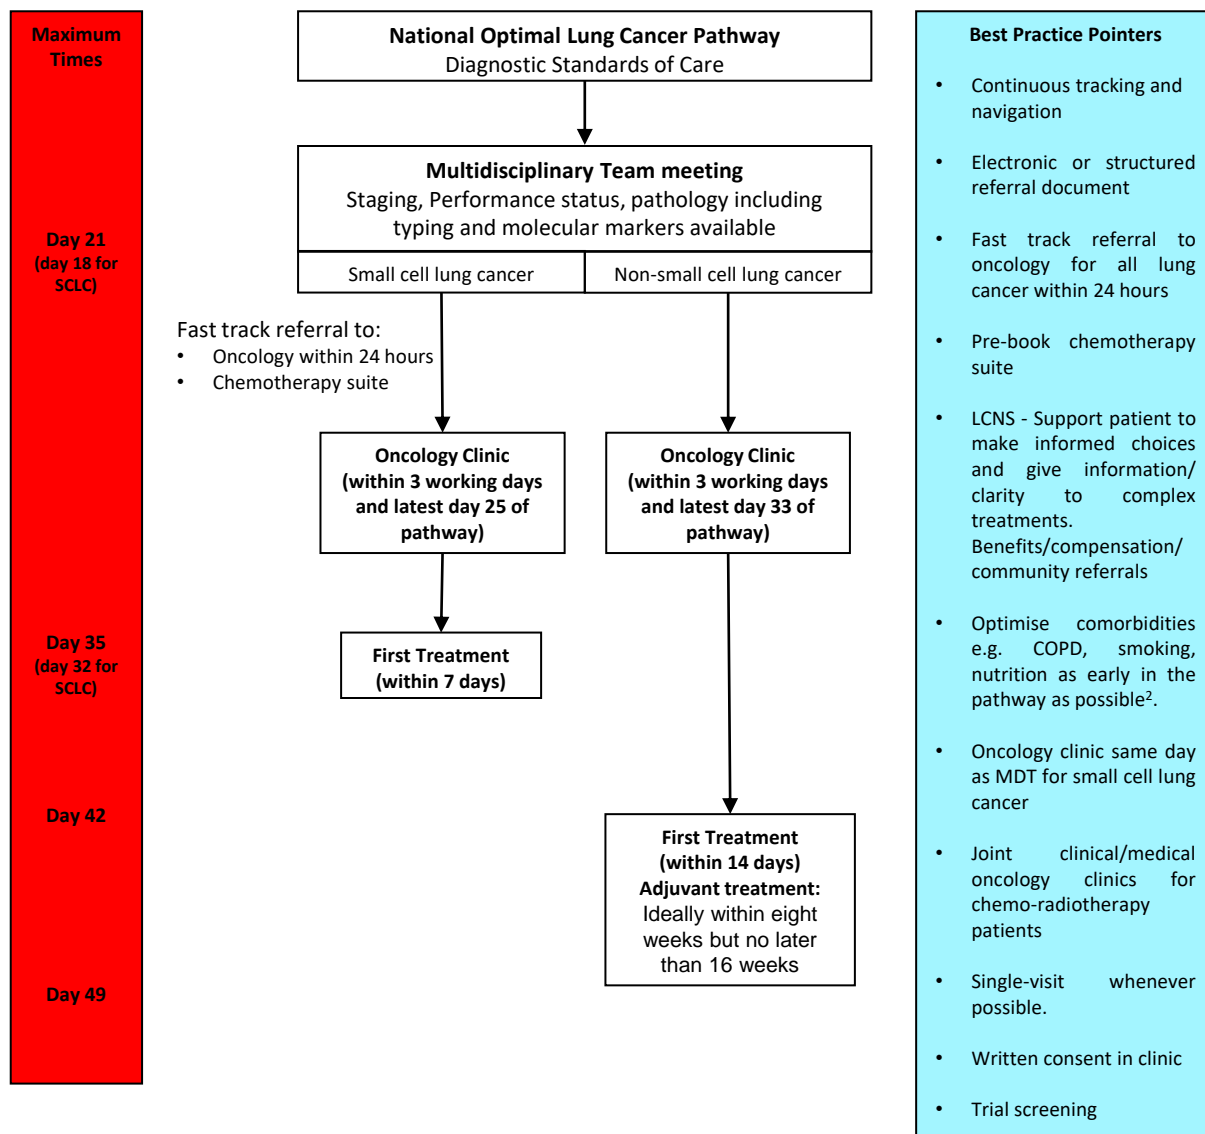 Maximum
Times
Day 21
(day 18 for
SCLC)
Day 35
(day 32 for
SCLC)
Day 42
Day 49
National Optimal Lung Cancer Pathway
Diagnostic Standards of Care
Multidisciplinary Team meeting
Staging, Performance status, pathology including
typing and molecular markers available
Small cell lung cancer
Non-small cell lung cancer
Fast track referral to:
• Oncology within 24 hours
• Chemotherapy suite
Oncology Clinic
(within 3 working days
and latest day 25 of
pathway)
Oncology Clinic
(within 3 working days
and latest day 33 of
pathway)
First Treatment
(within 7 days)
First Treatment
(within 14 days)
Adjuvant treatment:
Ideally within eight
weeks but no later
than 16 weeks
Best Practice Pointers
• Continuous tracking and
navigation
• Electronic or structured
referral document
• Fast track referral to
oncology for all lung
cancer within 24 hours
• Pre-book chemotherapy
suite
• LCNS - Support patient to
make informed choices
and give information/
clarity to complex
treatments.
Benefits/compensation/
community referrals
• Optimise comorbidities
e.g. COPD, smoking,
nutrition as early in the
pathway as possible².
• Oncology clinic same day
as MDT for small cell lung
cancer
• Joint clinical/medical
oncology clinics for
chemo-radiotherapy
patients
• Single-visit whenever
possible.
• Written consent in clinic
• Trial screening